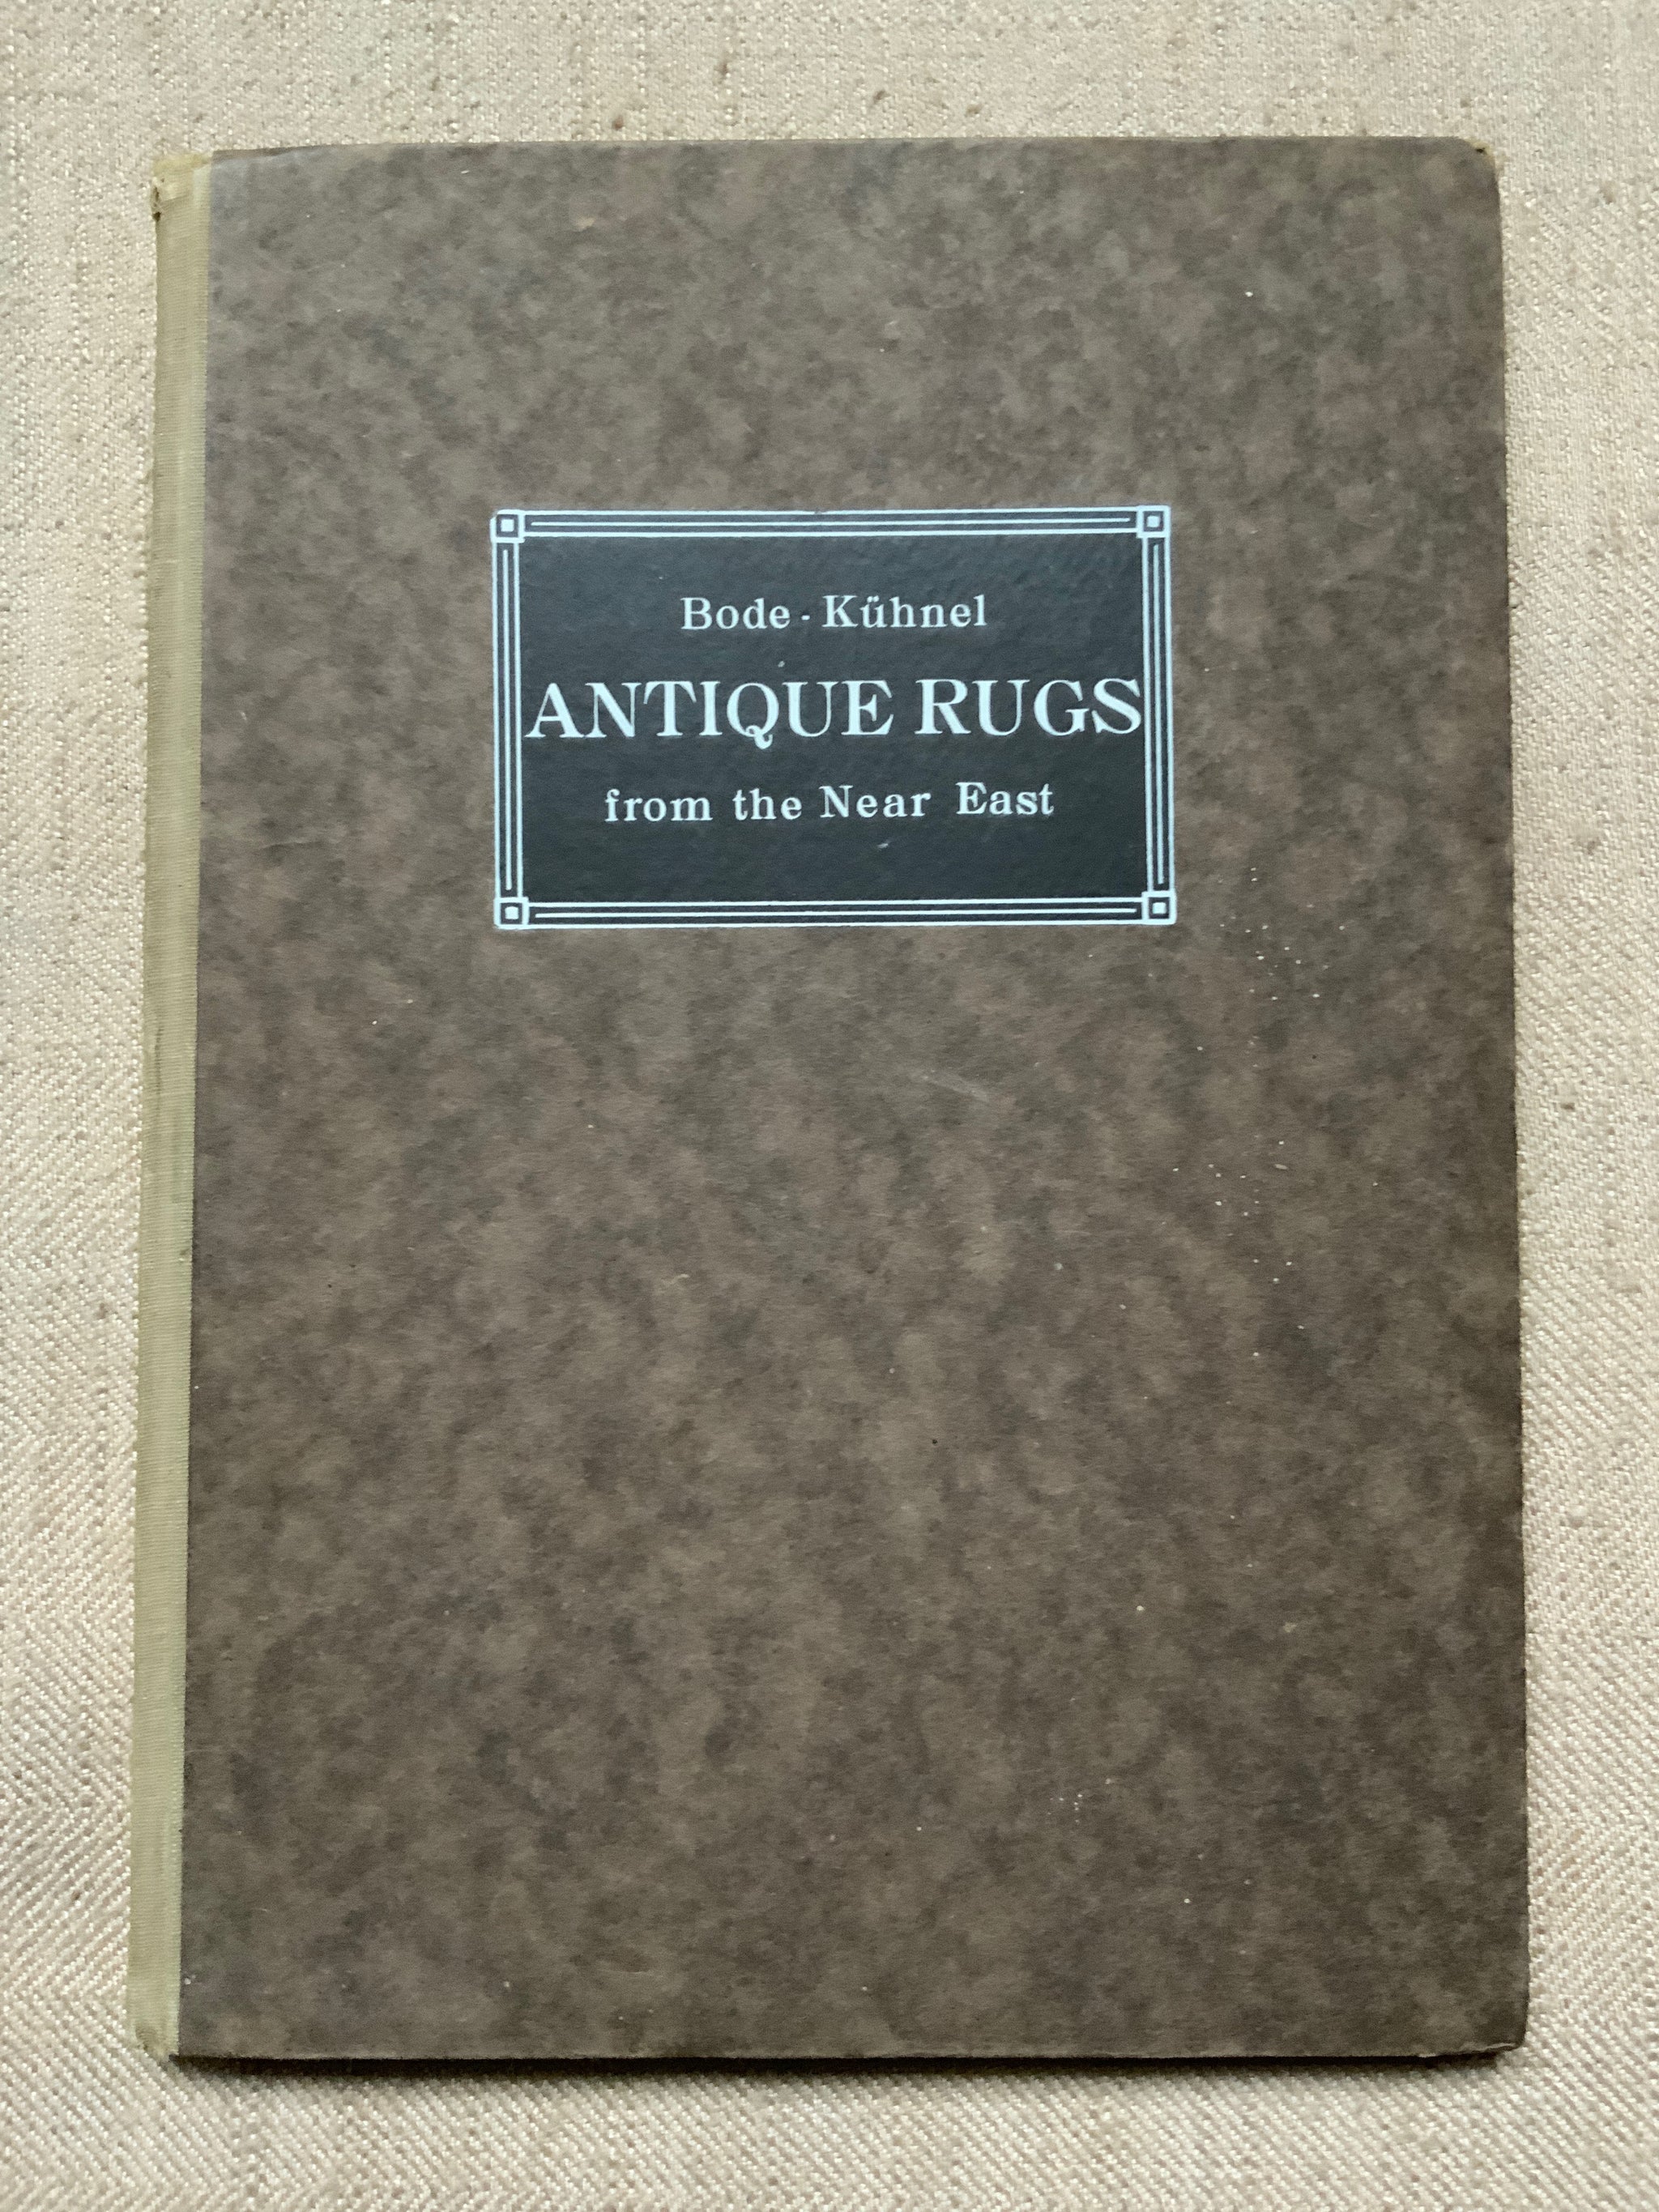 Bode - Kühnel
ANTIQUE RUGS
from the Near East